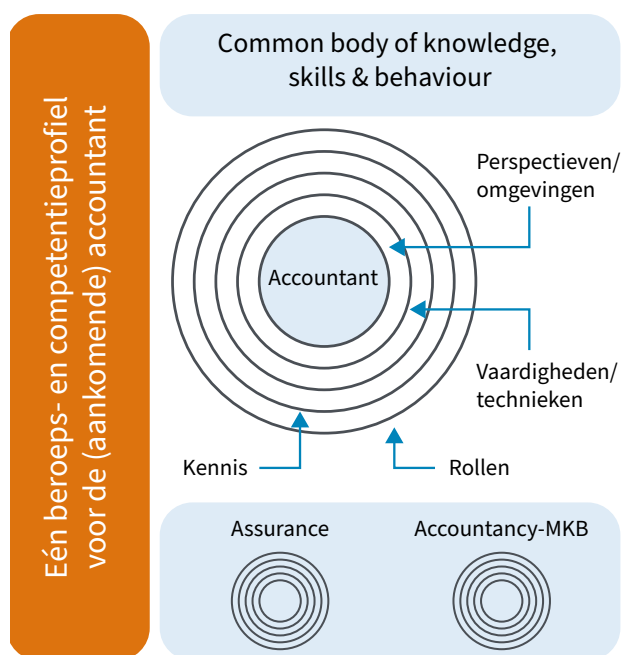 Eén beroeps- en competentieprofiel
voor de (aankomende) accountant
Common body of knowledge,
skills & behaviour
Perspectieven/
omgevingen
Accountant
Vaardigheden/
technieken
Kennis
Rollen
Assurance
Accountancy-MKB